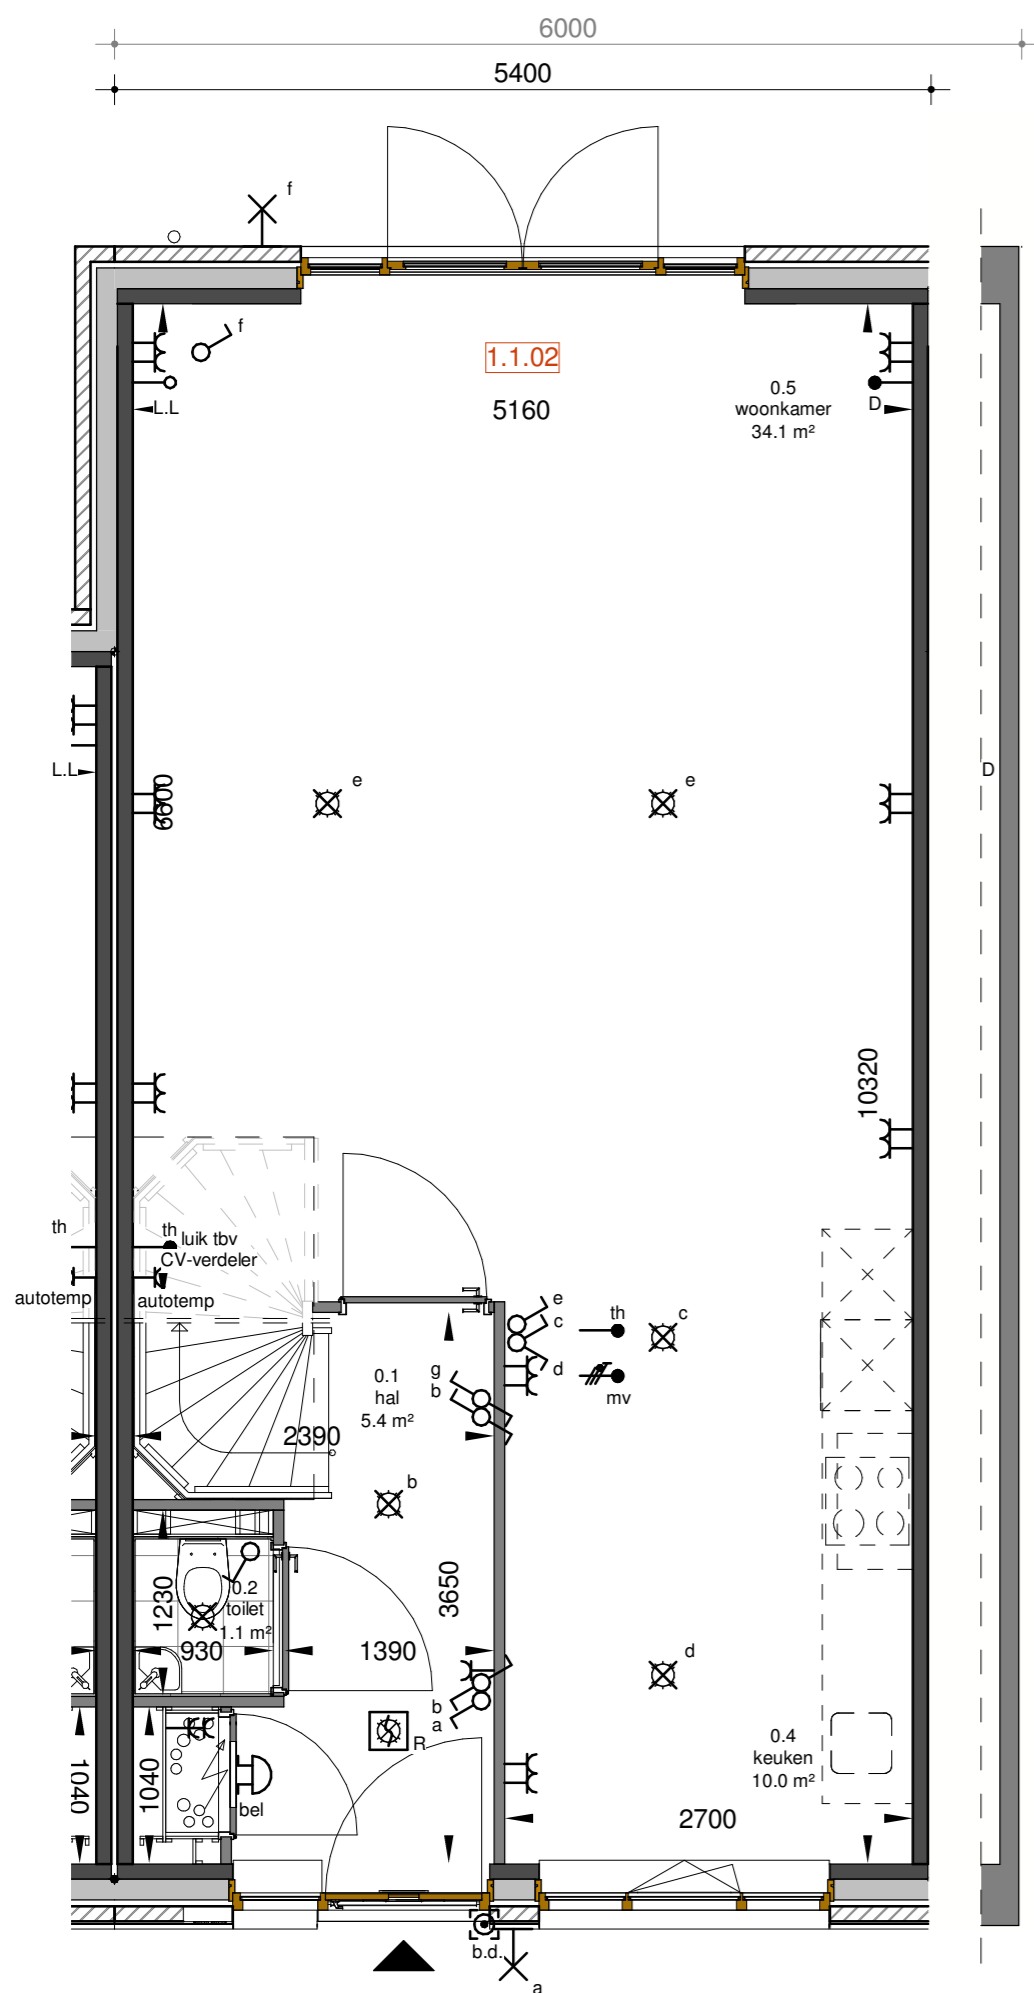 6000
5400
f
f
1.1.02
5160
0.5
woonkamer
34.1 m²
L.L
D
L.L
6600
e
e
D
10320
th
th
luik tbv
CV-verdeler
autotemp
autotemp
e
c
th
c
d
mv
g
b
0.1
hal
5.4 m²
2390
b
1230
0.2
toilet
1.1 m²
3650
930
1390
d
b
a
R
0.4
keuken
10.0 m²
1040
1040
bel
2700
b.d.
a